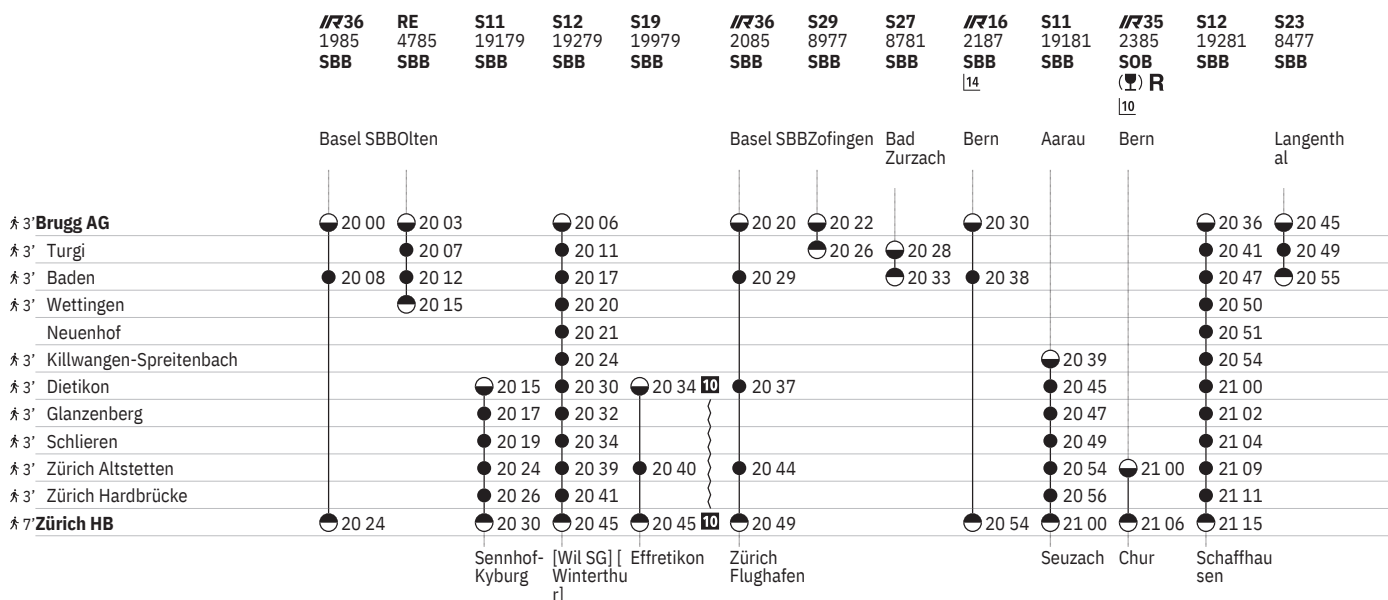 IR36 RE S11 S12 S19 IR36 S29 S27 IR16 S11 IR35 S12 S23
1985 4785 19179 19279 19979 2085 8977 8781 2187 19181 2385 19281 8477
SBB SBB SBB SBB SBB SBB SBB SBB SBB SBB SOB SBB SBB
14 R
10
Basel SBB Olten Basel SBB Zofingen Bad Bern Aarau Bern Langenth
Zurzach al
3' Brugg AG 20 00 20 03 20 06 20 20 20 22 20 30 20 36 20 45
3' Turgi 20 07 20 11 20 26 20 28 20 41 20 49
3' Baden 20 08 20 12 20 17 20 29 20 33 20 38 20 47 20 55
3' Wettingen 20 15 20 20 20 50
Neuenhof 20 21 20 51
3' Killwangen-Spreitenbach 20 24 20 39 20 54
3' Dietikon 20 15 20 30 20 34 10 20 37 20 45 21 00
3' Glanzenberg 20 17 20 32 20 47 21 02
3' Schlieren 20 19 20 34 20 49 21 04
3' Zürich Altstetten 20 24 20 39 20 40 20 44 20 54 21 00 21 09
3' Zürich Hardbrücke 20 26 20 41 20 56 21 11
7' Zürich HB 20 24 20 30 20 45 20 45 10 20 49 20 54 21 00 21 06 21 15
Sennhof- [Wil SG] [ Effretikon Zürich Seuzach Chur Schaffhau
Kyburg Winterthu Flughafen sen
r]